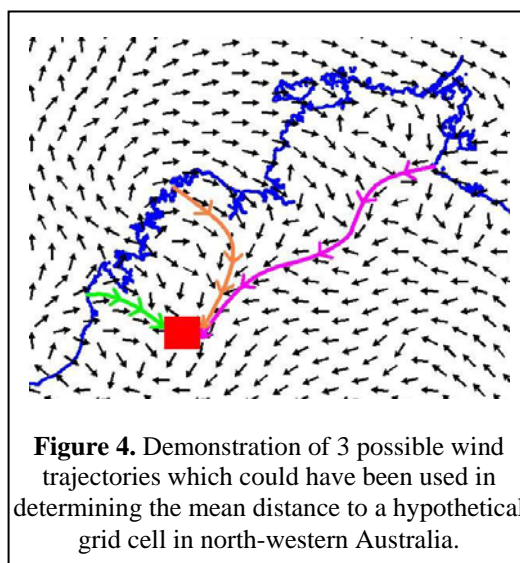 Figure 4. Demonstration of 3 possible wind
trajectories which could have been used in
determining the mean distance to a hypothetical
grid cell in north-western Australia.